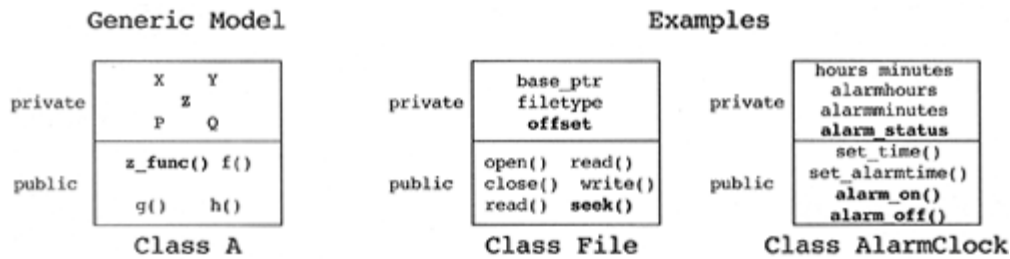 Generic Model
Examples
X Y
private
z
P Q
z_func() f()
public
g() h()
Class A
base_ptr
private filetype
offset
open() read()
public close() write()
read() seek()
Class File
hours minutes
alarmhours
private
alarmminutes
alarm_status
set_time()
set_alarmtime()
public
alarm_on()
alarm_off()
Class AlarmClock